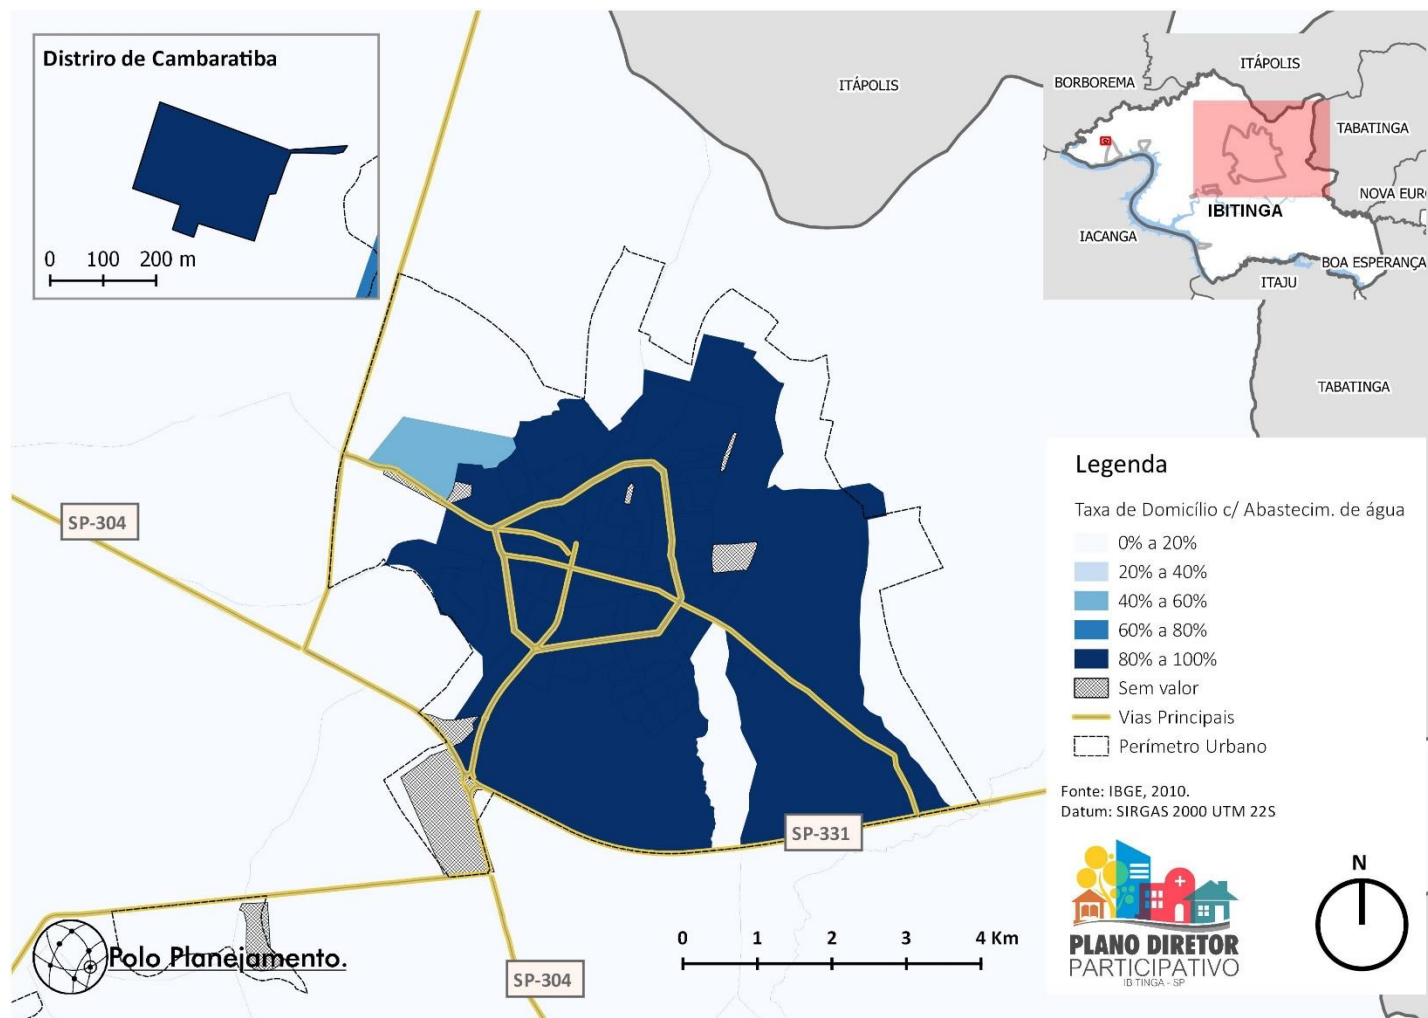 Distriro de Cambaratiba
0 100 200 m
ITÁPOLIS
BORBOREMA
ITÁPOLIS
TABATINGA
NOVA EUR
IBITINGA
IACANGA
BOA ESPERANÇA
ITAJU
TABATINGA
SP-304
SP-331
SP-304
Legenda
Taxa de Domicílio c/ Abastecim. de água
0% a 20%
20% a 40%
40% a 60%
60% a 80%
80% a 100%
Sem valor
Vias Principais
Perímetro Urbano
Fonte: IBGE, 2010.
Datum: SIRGAS 2000 UTM 22S
PLANO DIRETOR
PARTICIPATIVO
IBITINGA - SP
N
0 1 2 3 4 Km
Polo Planejamento.